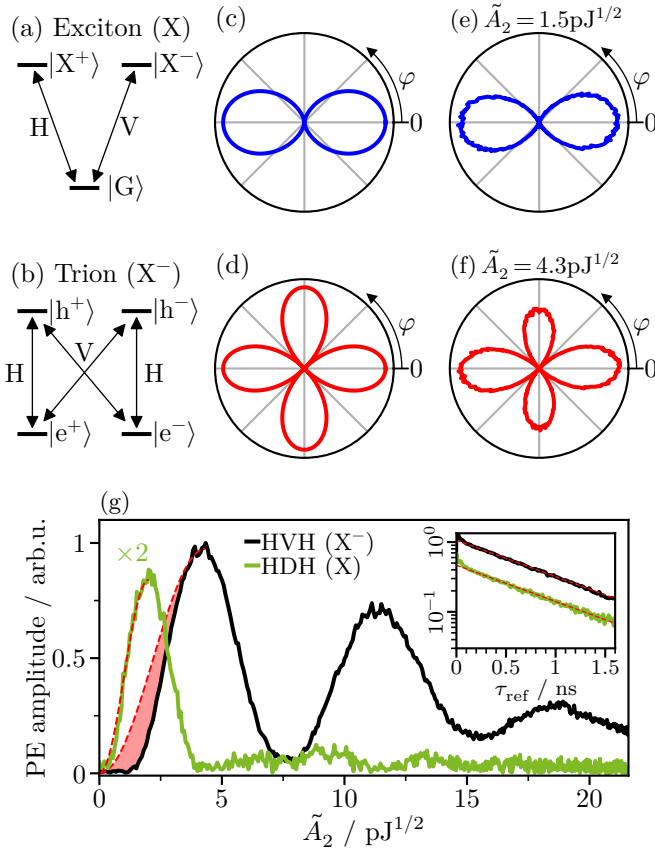 (a) Exciton (X)
|X⁺⟩
|X⁻⟩
H
V
|G⟩
(c)
φ
0
(e) Ã₂ = 1.5pJ^{1/2}
φ
0
(b) Trion (X⁻)
|h⁺⟩
|h⁻⟩
V
H
H
|e⁺⟩
|e⁻⟩
(d)
φ
0
(f) Ã₂ = 4.3pJ^{1/2}
φ
0
(g)
PE amplitude / arb.u.
1
0.5
0
×2
HVH (X⁻)
HDH (X)
10⁰
10⁻¹
0
0.5
1
1.5
τ_ref / ns
0
5
10
15
20
Ã₂ / pJ^{1/2}